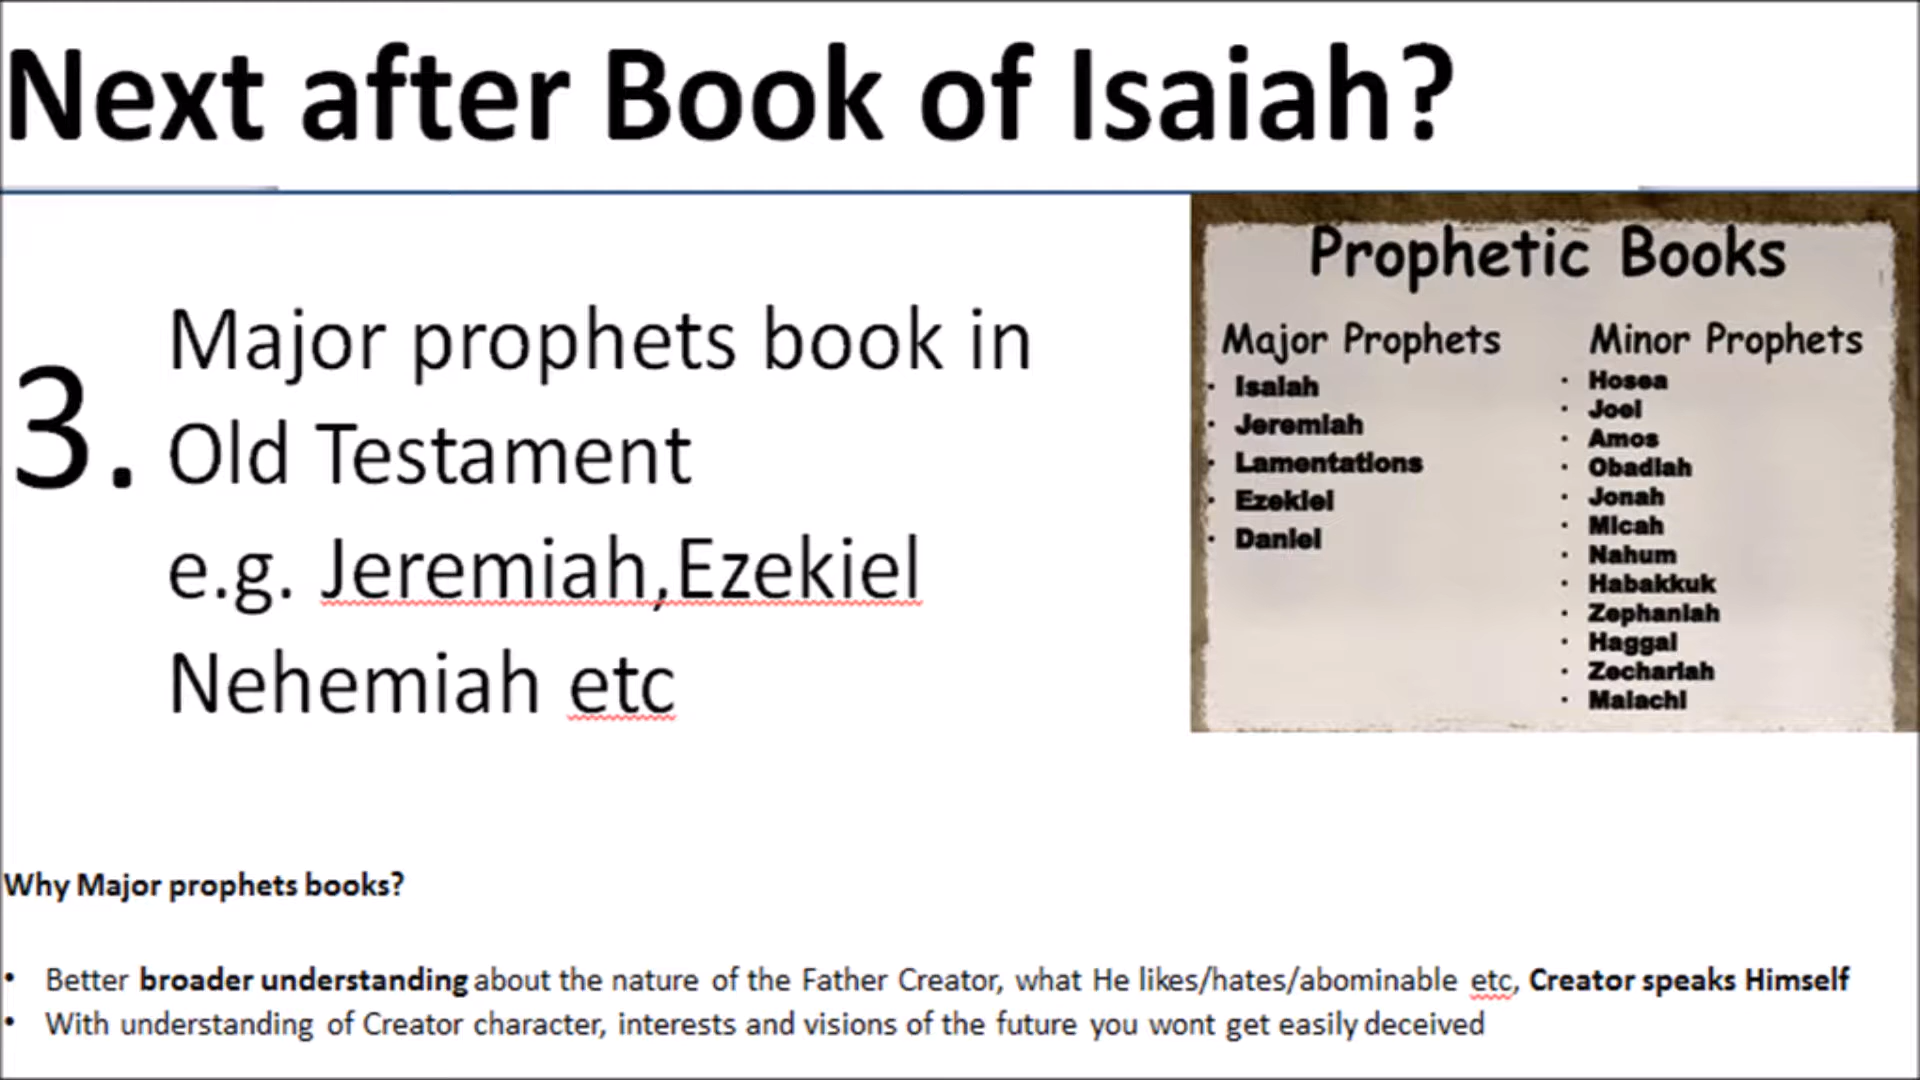 Next after Book of Isaiah?
3.
Major prophets book in
Old Testament
e.g. Jeremiah,Ezekiel
Nehemiah etc
Prophetic Books
Major Prophets
• Isaiah
• Jeremiah
• Lamentations
• Ezekiel
• Daniel
Minor Prophets
• Hosea
• Joel
• Amos
• Obadiah
• Jonah
• Micah
• Nahum
• Habakkuk
• Zephaniah
• Haggai
• Zechariah
• Malachi
Why Major prophets books?
• Better broader understanding about the nature of the Father Creator, what He likes/hates/abominable etc, Creator speaks Himself
• With understanding of Creator character, interests and visions of the future you wont get easily deceived